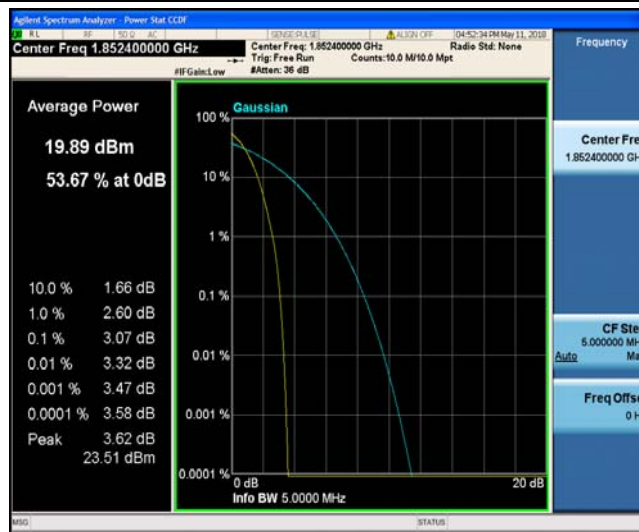 Agilent Spectrum Analyzer - Power Stat CCDF
RL RF 50 Ω AC SENSE:PULSE ALIGN OFF 04:52:34 PM May 11, 2018
Center Freq 1.852400000 GHz
Center Freq: 1.852400000 GHz Radio Std: None
Trig: Free Run Counts:10.0 M/10.0 Mpt
#IFGain:Low #Atten: 36 dB
Frequency
Average Power
19.89 dBm
53.67 % at 0dB
10.0 % 1.66 dB
1.0 % 2.60 dB
0.1 % 3.07 dB
0.01 % 3.32 dB
0.001 % 3.47 dB
0.0001 % 3.58 dB
Peak 3.62 dB
23.51 dBm
Gaussian
100 %
10 %
1 %
0.1 %
0.01 %
0.001 %
0.0001 %
0 dB 20 dB
Info BW 5.0000 MHz
Center Fre
1.852400000 GH
CF Ste
5.000000 MH
Auto Ma
Freq Offs
0 H
MSG STATUS